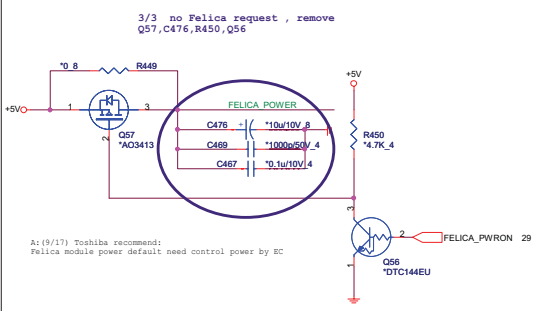 3/3 no Felica request , remove
Q57,C476,R450,Q56
*0_8
R449
+5V
+5V
1
3
FELICA_POWER
C476
+
*10u/10V_8
Q57
*AO3413
2
C469
*1000p/50V_4
C467
*0.1u/10V_4
R450
*4.7K_4
3
A:(9/17) Toshiba recommend:
Felica module power default need control power by EC
2
FELICA_PWRON 29
Q56
*DTC144EU
1